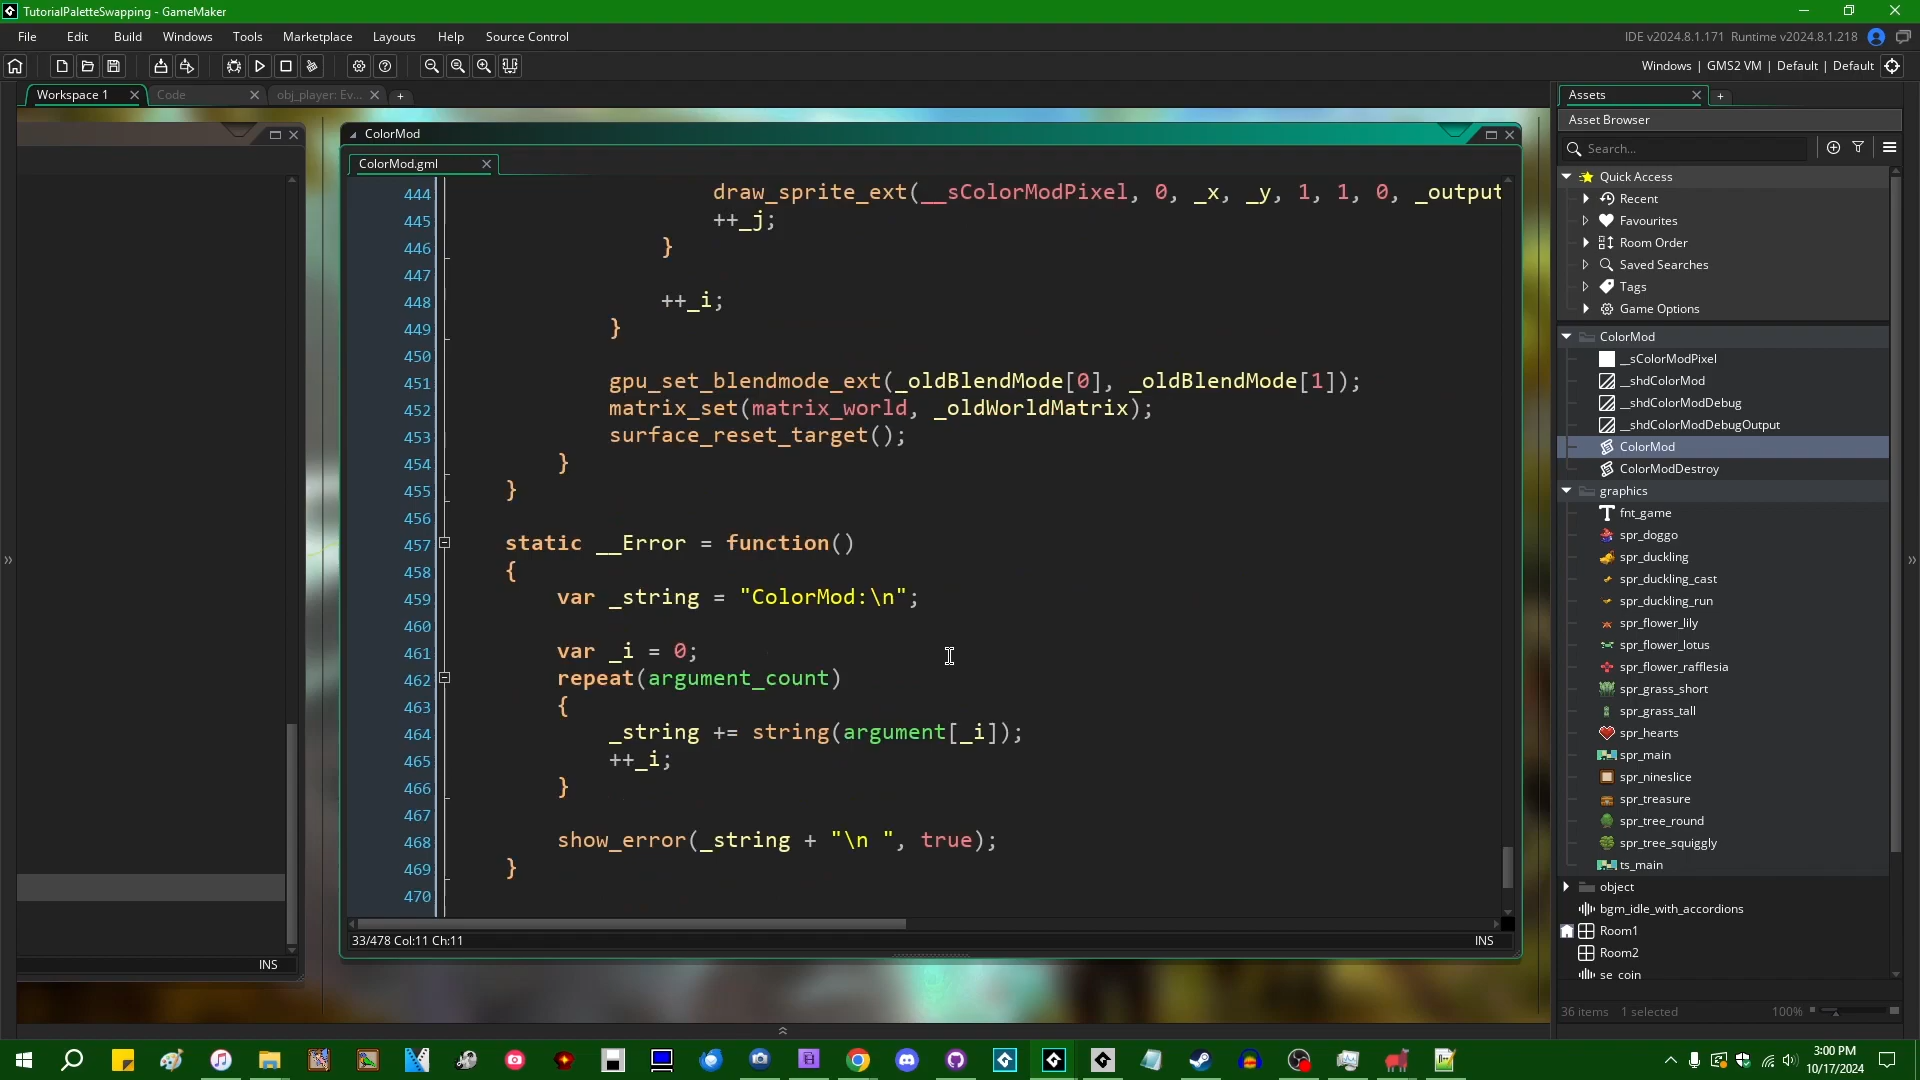 TutorialPaletteSwapping - GameMaker
File Edit Build Windows Tools Marketplace Layouts Help Source Control
IDE v2024.8.1.171 Runtime v2024.8.1.218
Windows | GMS2 VM | Default | Default
Workspace 1
Code
obj_player: Ev...
ColorMod
ColorMod.gml
444 draw_sprite_ext(__sColorModPixel, 0, _x, _y, 1, 1, 0, _output
445 ++_j;
446 }
447
448 ++_i;
449 }
450
451 gpu_set_blendmode_ext(_oldBlendMode[0], _oldBlendMode[1]);
452 matrix_set(matrix_world, _oldWorldMatrix);
453 surface_reset_target();
454 }
455 }
456
457 static __Error = function()
458 {
459 var _string = "ColorMod:\n";
460
461 var _i = 0;
462 repeat(argument_count)
463 {
464 _string += string(argument[_i]);
465 ++_i;
466 }
467
468 show_error(_string + "\n ", true);
469 }
470
33/478 Col:11 Ch:11
INS
INS
Assets
Asset Browser
Search...
Quick Access
Recent
Favourites
Room Order
Saved Searches
Tags
Game Options
ColorMod
__sColorModPixel
__shdColorMod
__shdColorModDebug
__shdColorModDebugOutput
ColorMod
ColorModDestroy
graphics
fnt_game
spr_doggo
spr_duckling
spr_duckling_cast
spr_duckling_run
spr_flower_lily
spr_flower_lotus
spr_flower_rafflesia
spr_grass_short
spr_grass_tall
spr_hearts
spr_main
spr_nineslice
spr_treasure
spr_tree_round
spr_tree_squiggly
ts_main
object
bgm_idle_with_accordions
Room1
Room2
se_coin
36 items 1 selected 100%
3:00 PM
10/17/2024